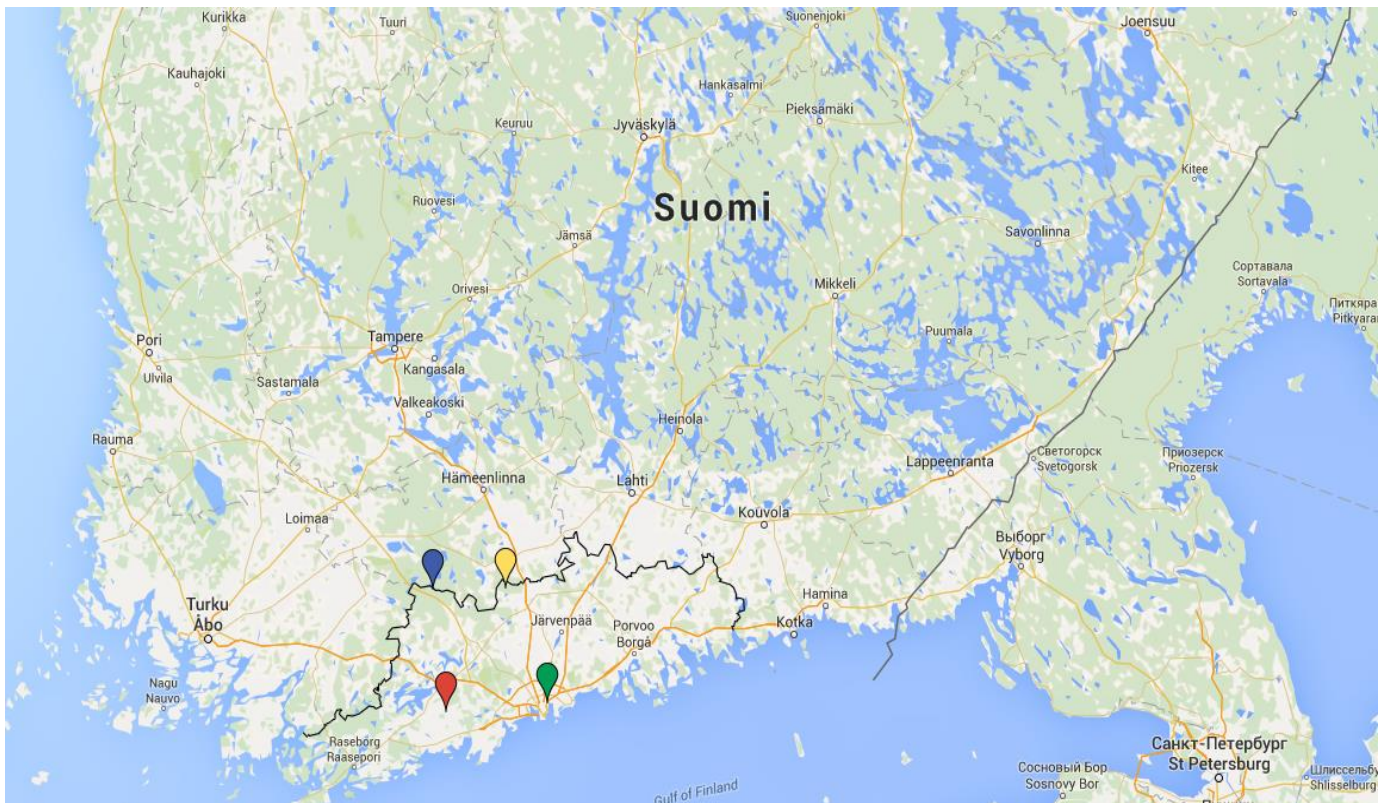 Kurikka
Tuuri
Suonenjoki
Joensuu
Kauhajoki
Hankasalmi
Keuruu
Jyväskylä
Pieksämäki
Kitee
Ruovesi
Suomi
Jämsä
Savonlinna
Сортавала
Sortavala
Orivesi
Mikkeli
Питкяра
Pitkyaran
Pori
Tampere
Puumala
Ulvila
Kangasala
Sastamala
Valkeakoski
Heinola
Rauma
Lappeenranta
Светогорск
Svetogorsk
Приозерск
Priozersk
Hämeenlinna
Lahti
Kouvola
Loimaa
Выборг
Vyborg
Turku
Åbo
Hamina
Järvenpää
Porvoo
Borgå
Kotka
Nagu
Nauvo
Raseborg
Raasepori
Санкт-Петербург
St Petersburg
Сосновый Бор
Sosnovy Bor
Шлиссельбу
Shlisselburg
Gulf of Finland